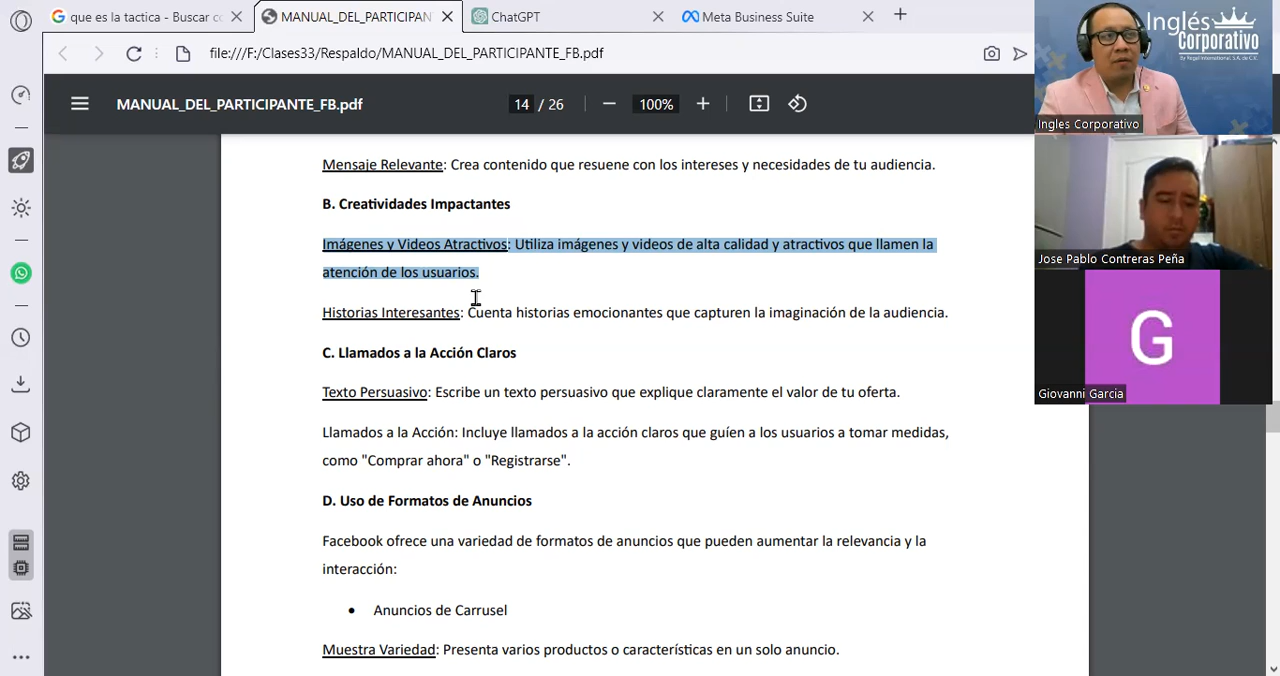 que es la tactica - Buscar co
MANUAL_DEL_PARTICIPAN
ChatGPT
Meta Business Suite
file:///F:/Clases33/Respaldo/MANUAL_DEL_PARTICIPANTE_FB.pdf
MANUAL_DEL_PARTICIPANTE_FB.pdf
14 / 26
100%
Mensaje Relevante: Crea contenido que resuene con los intereses y necesidades de tu audiencia.
B. Creatividades Impactantes
Imágenes y Videos Atractivos: Utiliza imágenes y videos de alta calidad y atractivos que llamen la
atención de los usuarios.
Historias Interesantes: Cuenta historias emocionantes que capturen la imaginación de la audiencia.
C. Llamados a la Acción Claros
Texto Persuasivo: Escribe un texto persuasivo que explique claramente el valor de tu oferta.
Llamados a la Acción: Incluye llamados a la acción claros que guíen a los usuarios a tomar medidas,
como "Comprar ahora" o "Registrarse".
D. Uso de Formatos de Anuncios
Facebook ofrece una variedad de formatos de anuncios que pueden aumentar la relevancia y la
interacción:
• Anuncios de Carrusel
Muestra Variedad: Presenta varios productos o características en un solo anuncio.
Inglés
Corporativo
By Regal International, S.A. de C.V.
Ingles Corporativo
Jose Pablo Contreras Peña
G
Giovanni Garcia